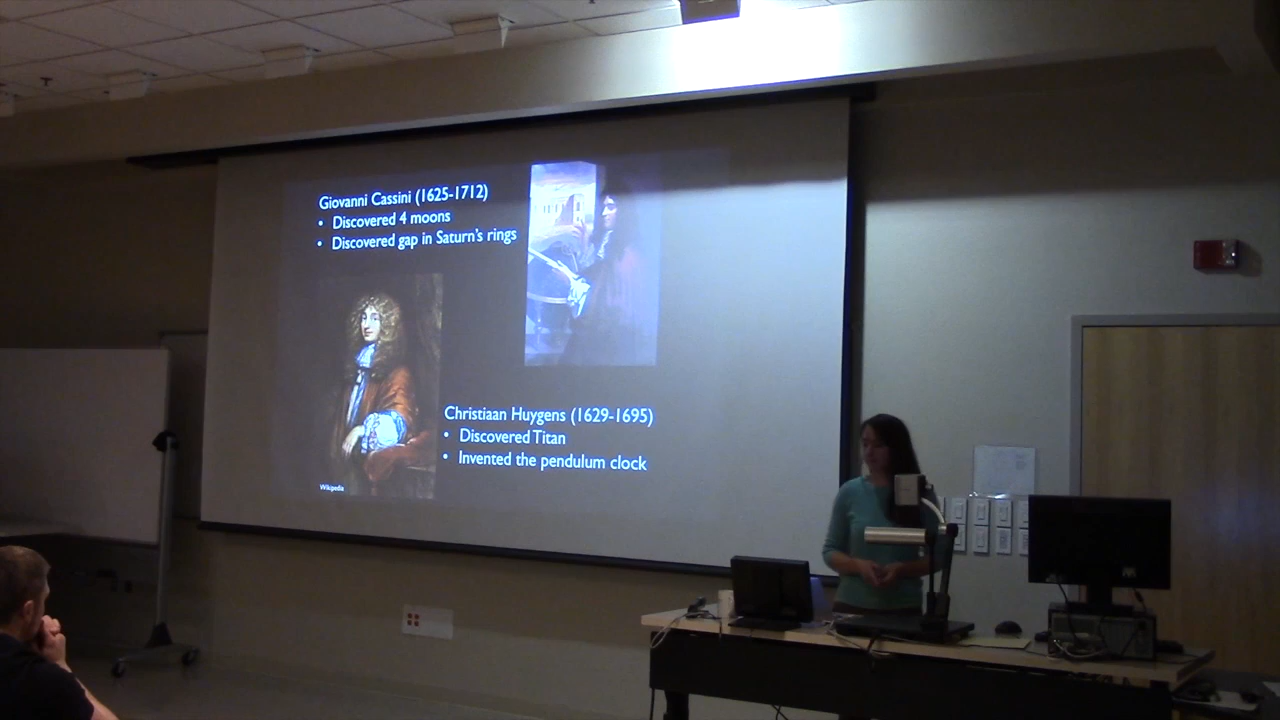 Giovanni Cassini (1625-1712)
• Discovered 4 moons
• Discovered gap in Saturn's rings
Christiaan Huygens (1629-1695)
• Discovered Titan
• Invented the pendulum clock
Wikipedia